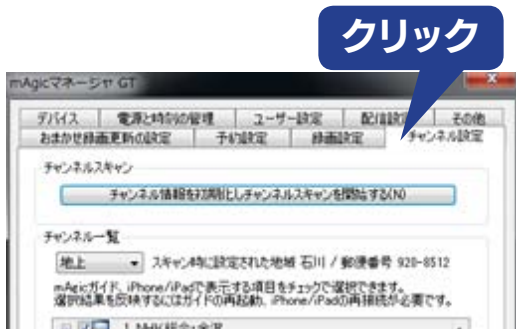 クリック
mAgicマネージャ GT
デバイス 電源と時刻の管理 ユーザー設定 配信設定 その他
おまかせ録画更新の設定 予約設定 録画設定 チャンネル設定
チャンネルスキャン
チャンネル情報を初期化しチャンネルスキャンを開始する(N)
チャンネル一覧
地上 スキャン時に設定された地域 石川 / 郵便番号 920-8512
mAgicガイド、iPhone/iPadで表示する項目をチェックで選択できます。
選択結果を反映するにはガイドの再起動、iPhone/iPadの再接続が必要です。
1 NHK総合・金沢